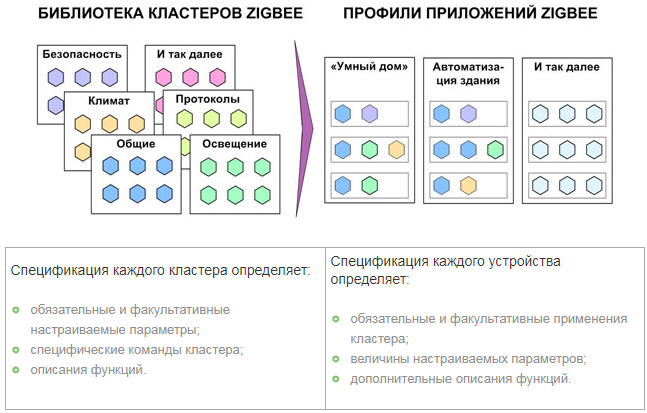 БИБЛИОТЕКА КЛАСТЕРОВ ZIGBEE
Безопасность
И так далее
Климат
Протоколы
Общие
Освещение
ПРОФИЛИ ПРИЛОЖЕНИЙ ZIGBEE
«Умный дом»
Автоматиза-
ция здания
И так далее
Спецификация каждого кластера определяет:
обязательные и факультативные
настраиваемые параметры;
специфические команды кластера;
описания функций.
Спецификация каждого устройства
определяет:
обязательные и факультативные применения
кластера;
величины настраиваемых параметров;
дополнительные описания функций.